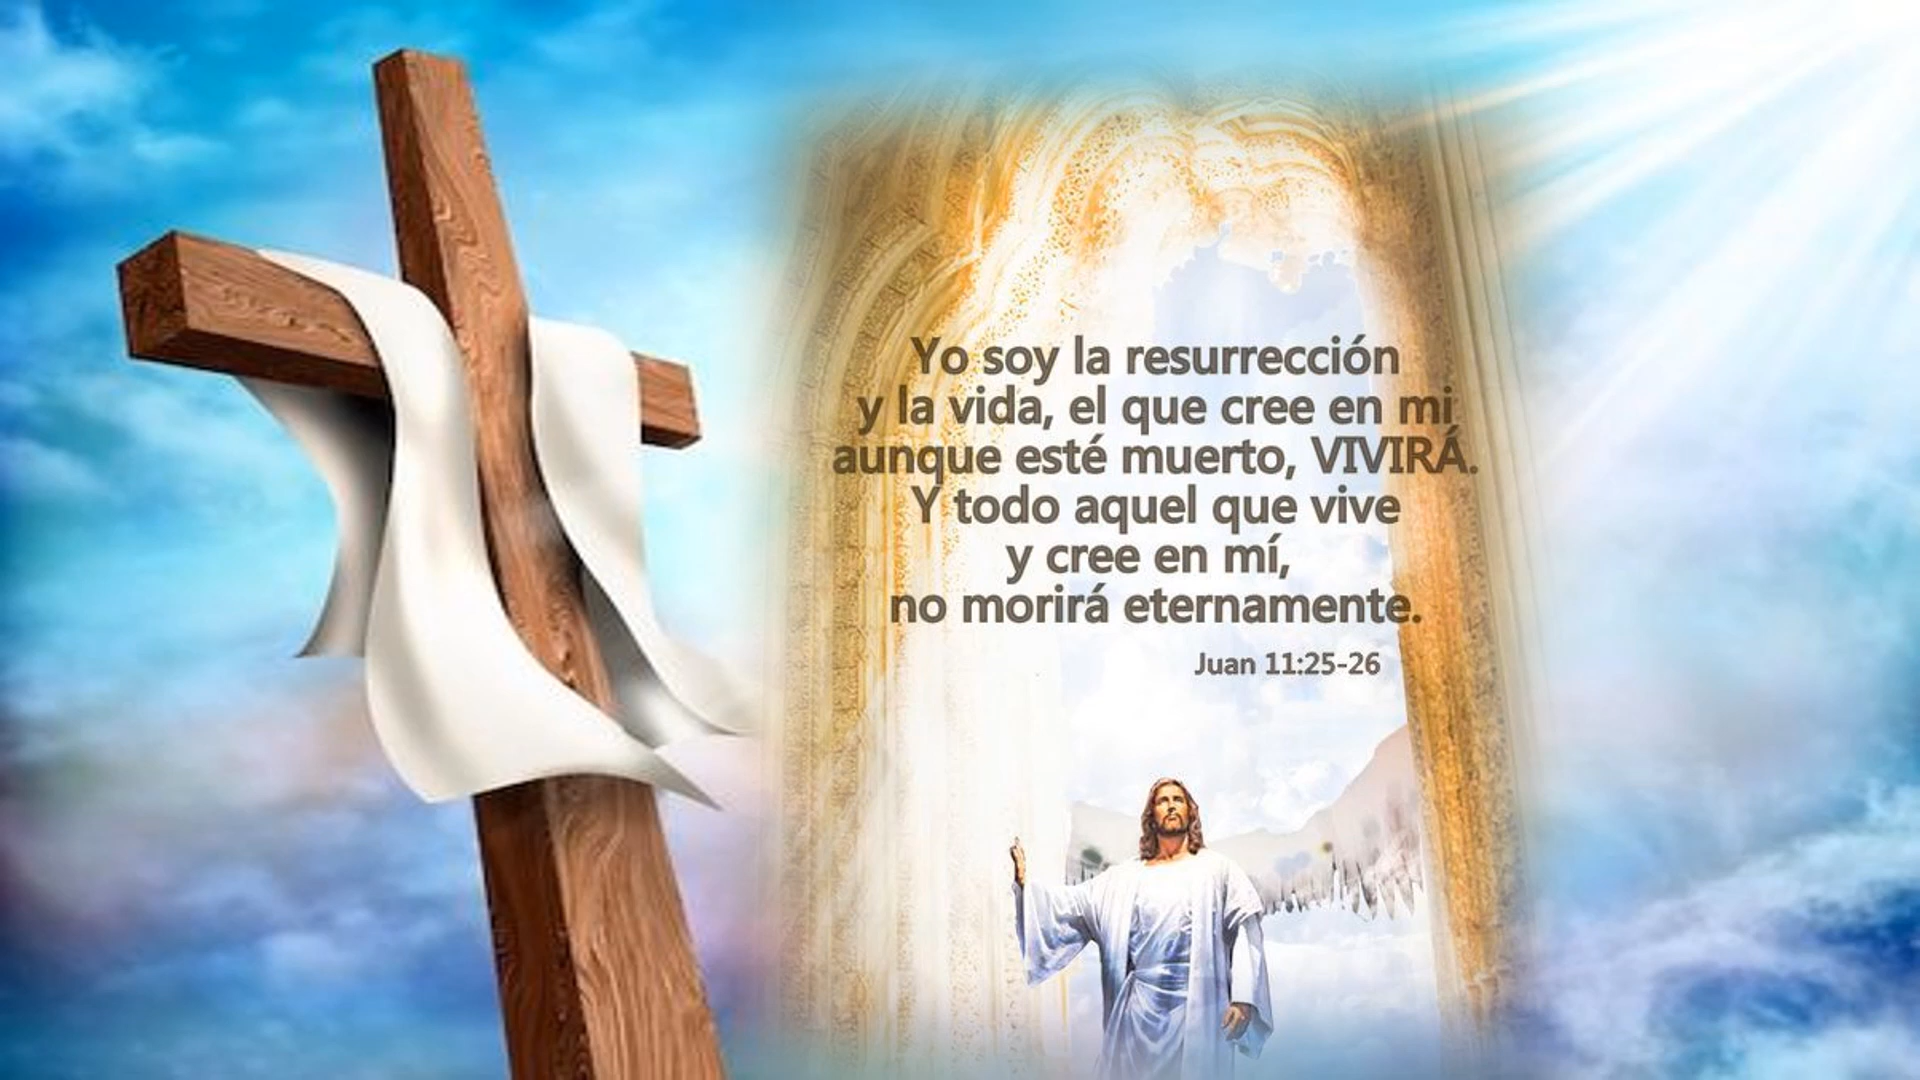 Yo soy la resurrección
y la vida, el que cree en mi
aunque esté muerto, VIVIRÁ.
Y todo aquel que vive
y cree en mí,
no morirá eternamente.
Juan 11:25-26